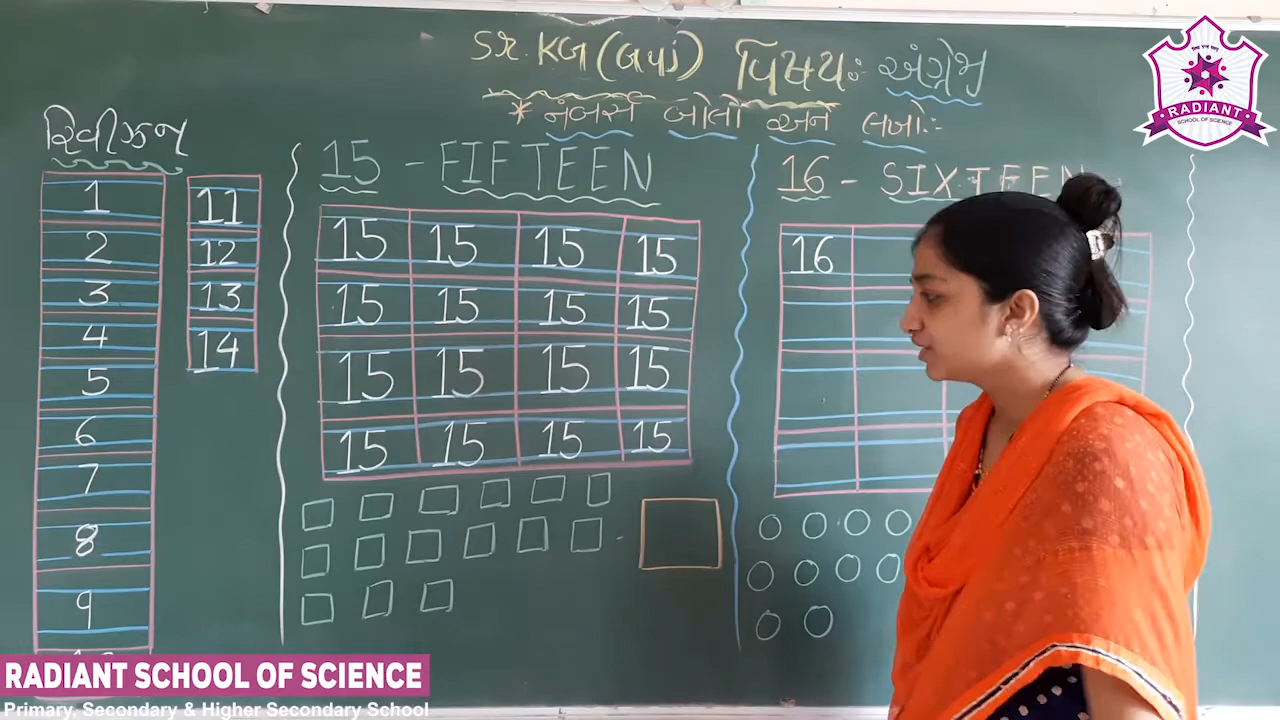 Sr. KG (Guj) વિષય: અંગ્રેજી
* નંબર્સ બોલો અને લખો:-
રિવીઝન
1
2
3
4
5
6
7
8
9
11
12
13
14
15 - FIFTEEN
15 15 15 15
15 15 15 15
15 15 15 15
15 15 15 15
16 - SIXTEEN
16
RADIANT
SCHOOL OF SCIENCE
RADIANT SCHOOL OF SCIENCE
Primary, Secondary & Higher Secondary School